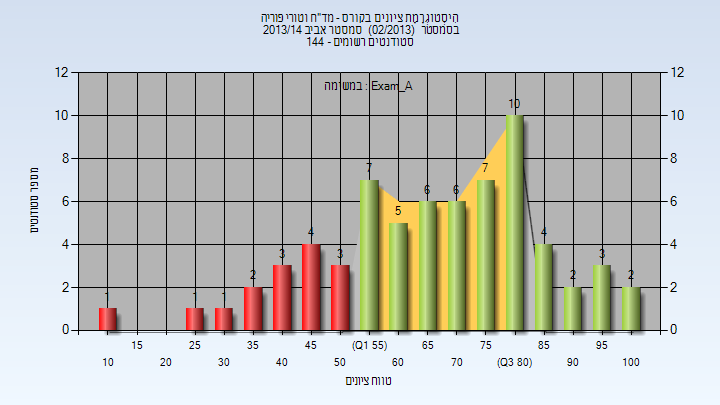 היסטוגרמת ציונים בקורס - מד"ח וטורי פוריה
בסמסטר (02/2013) סמסטר אביב 2013/14
סטודנטים רשומים - 144
במשימה : Exam_A
מספר סטודנטים
12 12
10 10
8 8
6 6
4 4
2 2
0 0
1 1 1 2 3 4 3 7 5 6 6 7 10 4 2 3 2
15 25 35 45 (Q1 55) 65 75 85 95
10 20 30 40 50 60 70 (Q3 80) 90 100
טווח ציונים